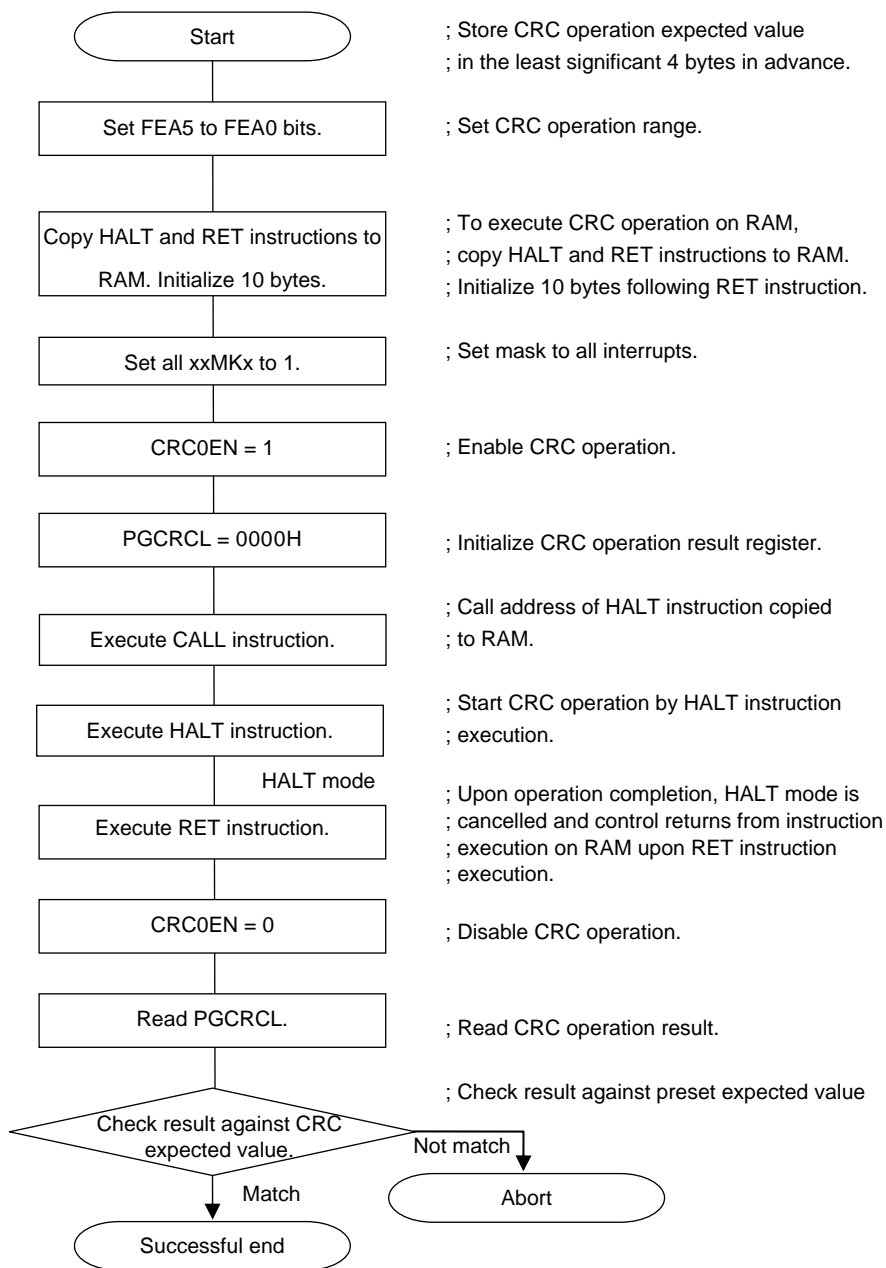 Start
; Store CRC operation expected value
; in the least significant 4 bytes in advance.
Set FEA5 to FEA0 bits.
; Set CRC operation range.
Copy HALT and RET instructions to
RAM. Initialize 10 bytes.
; To execute CRC operation on RAM,
; copy HALT and RET instructions to RAM.
; Initialize 10 bytes following RET instruction.
Set all xxMKx to 1.
; Set mask to all interrupts.
CRC0EN = 1
; Enable CRC operation.
PGCRCL = 0000H
; Initialize CRC operation result register.
Execute CALL instruction.
; Call address of HALT instruction copied
; to RAM.
Execute HALT instruction.
; Start CRC operation by HALT instruction
; execution.
HALT mode
Execute RET instruction.
; Upon operation completion, HALT mode is
; cancelled and control returns from instruction
; execution on RAM upon RET instruction
; execution.
CRC0EN = 0
; Disable CRC operation.
Read PGCRCL.
; Read CRC operation result.
; Check result against preset expected value
Check result against CRC
expected value.
Not match
Match
Abort
Successful end